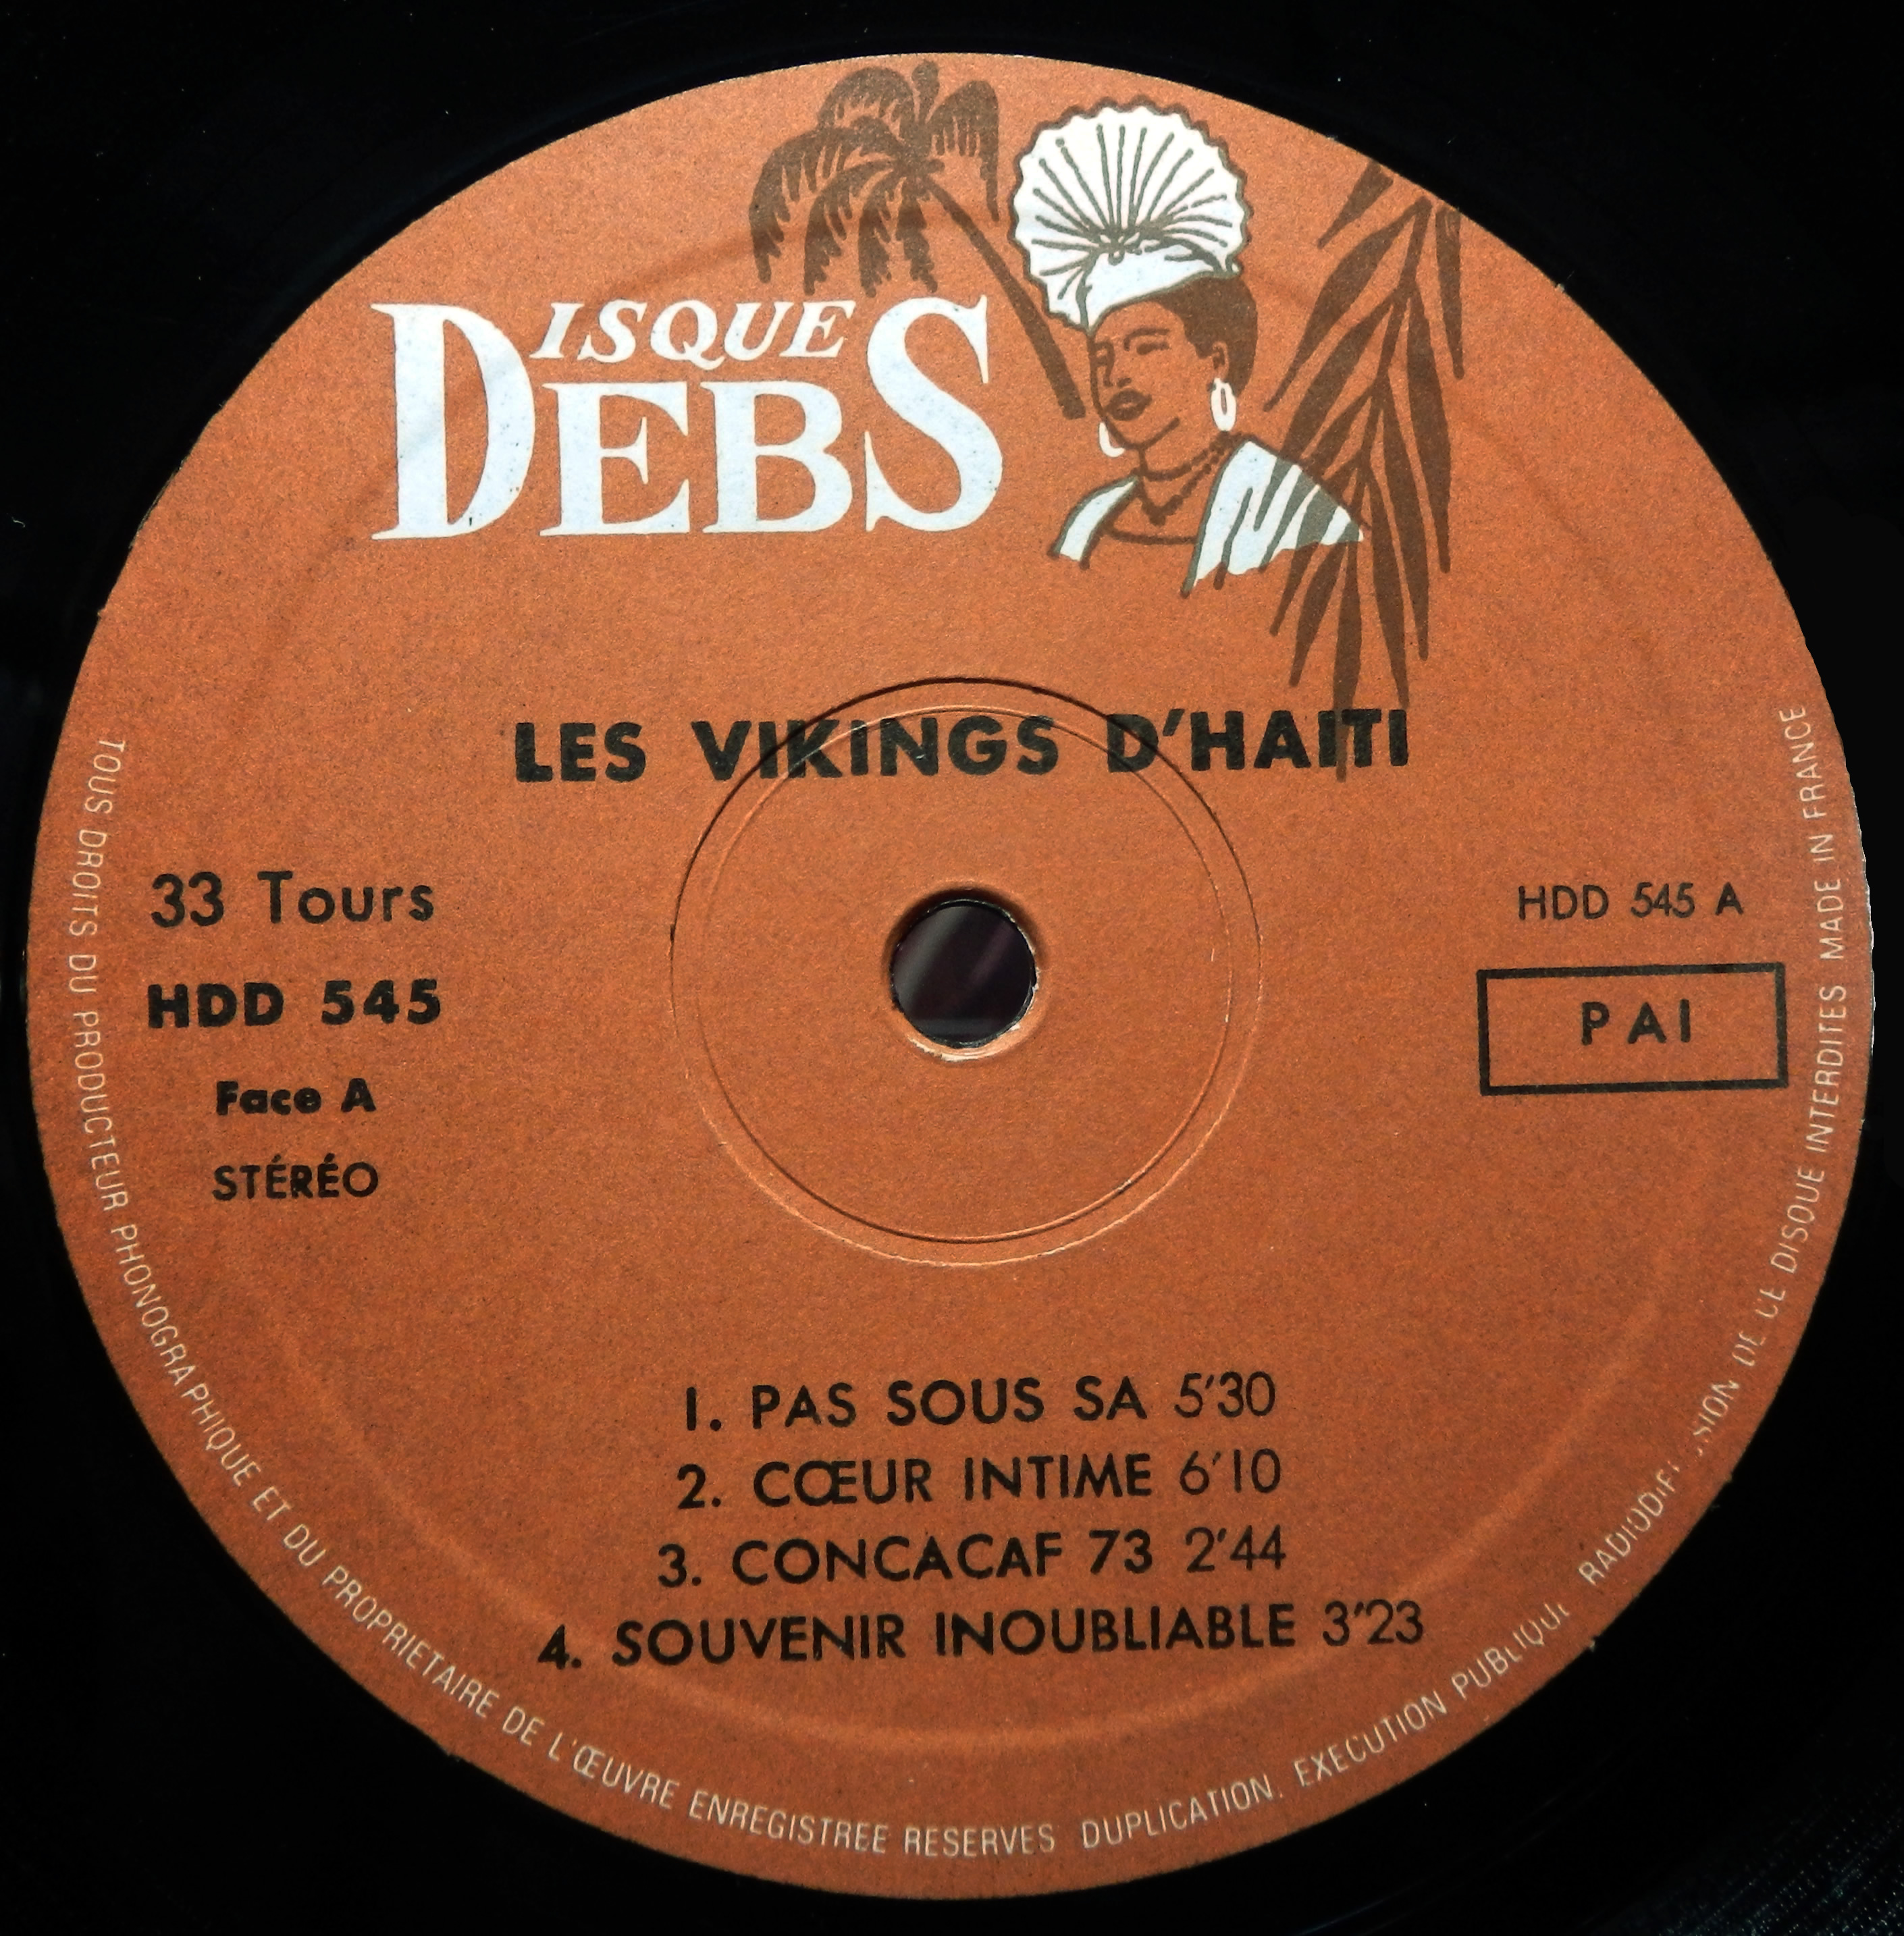 DISQUE DEBS
LES VIKINGS D'HAITI
33 Tours
HDD 545
Face A
STÉRÉO
HDD 545 A
PAI
1. PAS SOUS SA 5'30
2. CŒUR INTIME 6'10
3. CONCACAF 73 2'44
4. SOUVENIR INOUBLIABLE 3'23
TOUS DROITS DU PRODUCTEUR PHONOGRAPHIQUE ET DU PROPRIETAIRE DE L'ŒUVRE ENREGISTREE RESERVES DUPLICATION. EXECUTION PUBLIQUE DE CE DISQUE INTERDITES MADE IN FRANCE